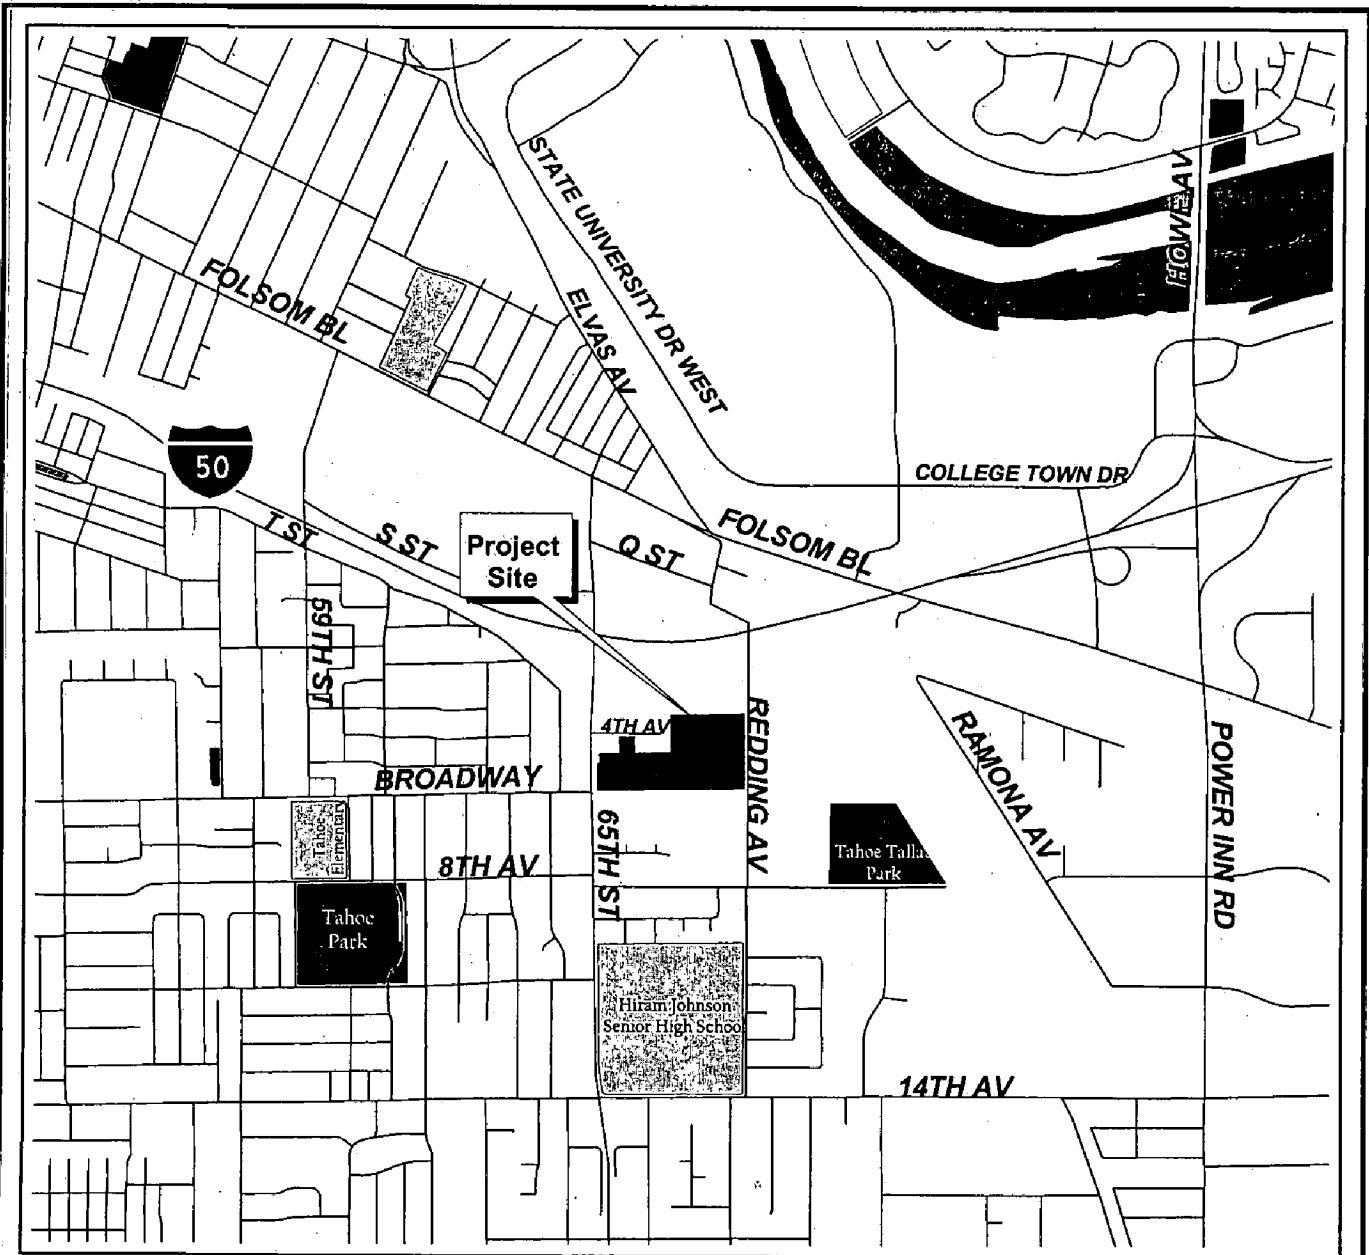 STATE UNIVERSITY DR WEST
HOWE AV
FOLSOM BL
ELVAS AV
50
COLLEGE TOWN DR
T ST
S ST
Project
Site
Q ST
FOLSOM BL
59TH ST
4TH AV
REDDING AV
RAMONA AV
POWER INN RD
BROADWAY
Tahoe
Elementary
65TH ST
8TH AV
Tahoe Tallac
Park
Tahoe
Park
Hiram Johnson
Senior High Schoo
14TH AV